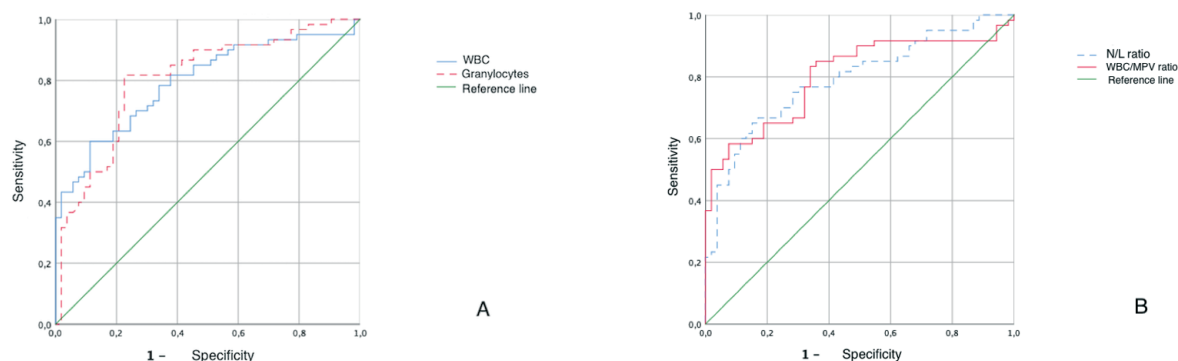 1,0
0,8
0,6
0,4
0,2
0,0
Sensitivity
0,0 0,2 0,4 0,6 0,8 1,0
1 – Specificity
WBC
Granylocytes
Reference line
A
1,0
0,8
0,6
0,4
0,2
0,0
Sensitivity
0,0 0,2 0,4 0,6 0,8 1,0
1 – Specificity
N/L ratio
WBC/MPV ratio
Reference line
B